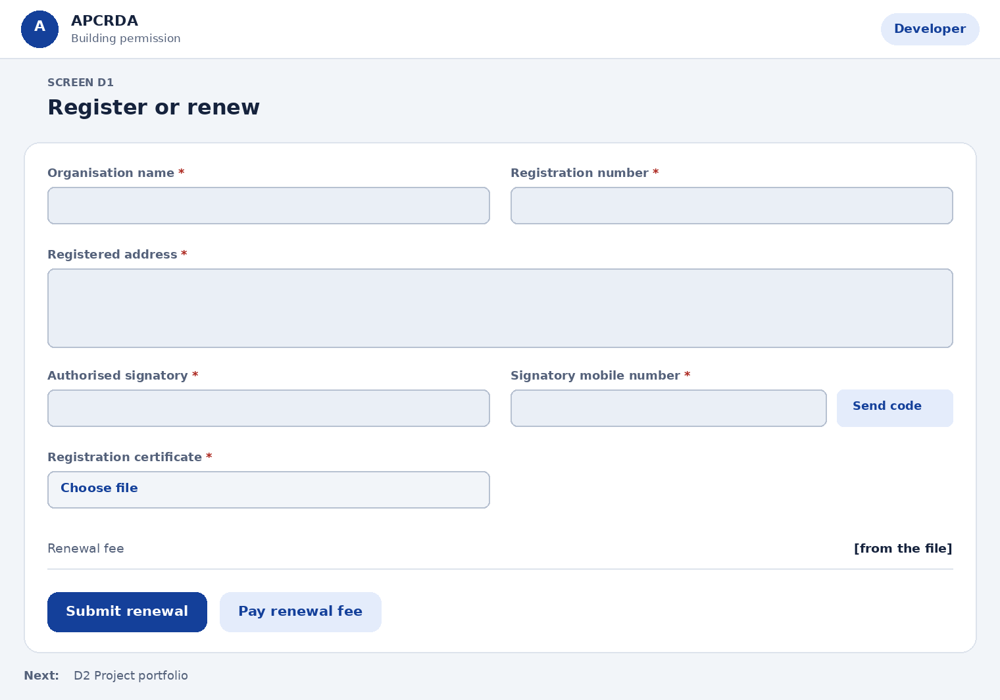 A
APCRDA
Building permission
Developer
SCREEN D1
Register or renew
Organisation name *
Registration number *
Registered address *
Authorised signatory *
Signatory mobile number *
Send code
Registration certificate *
Choose file
Renewal fee
[from the file]
Submit renewal
Pay renewal fee
Next: D2 Project portfolio